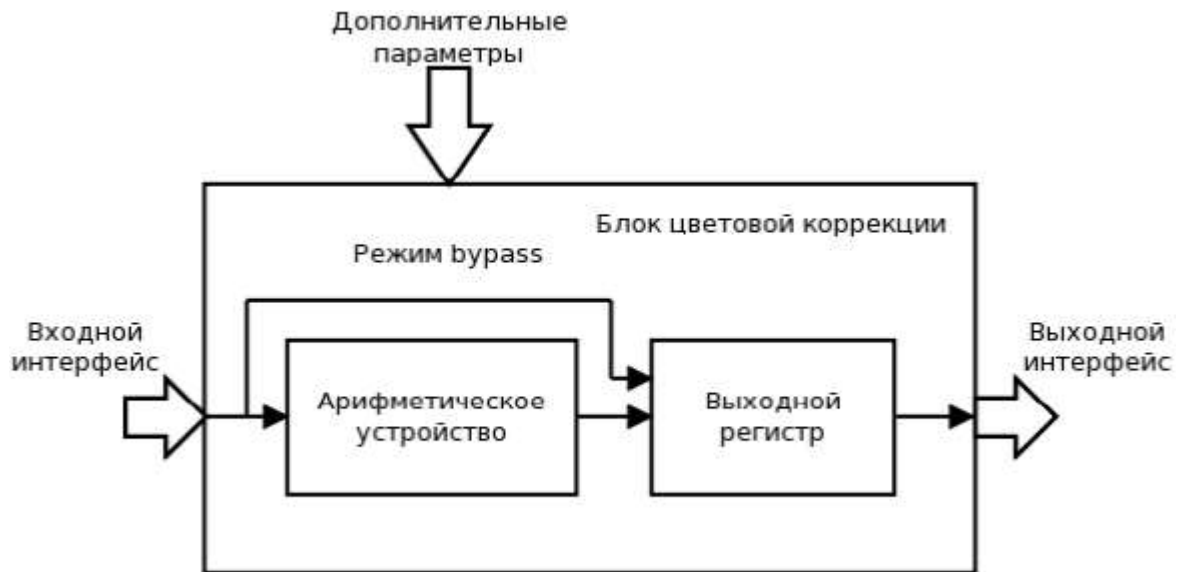 Дополнительные
параметры
Блок цветовой коррекции
Режим bypass
Входной
интерфейс
Арифметическое
устройство
Выходной
регистр
Выходной
интерфейс